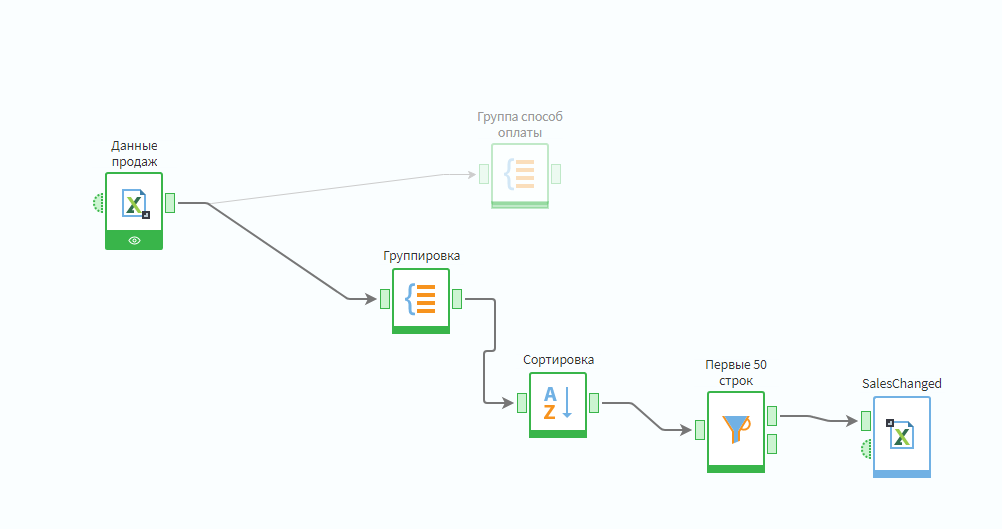 Группа способ
оплаты
Данные
продаж
Группировка
Сортировка
Первые 50
строк
SalesChanged